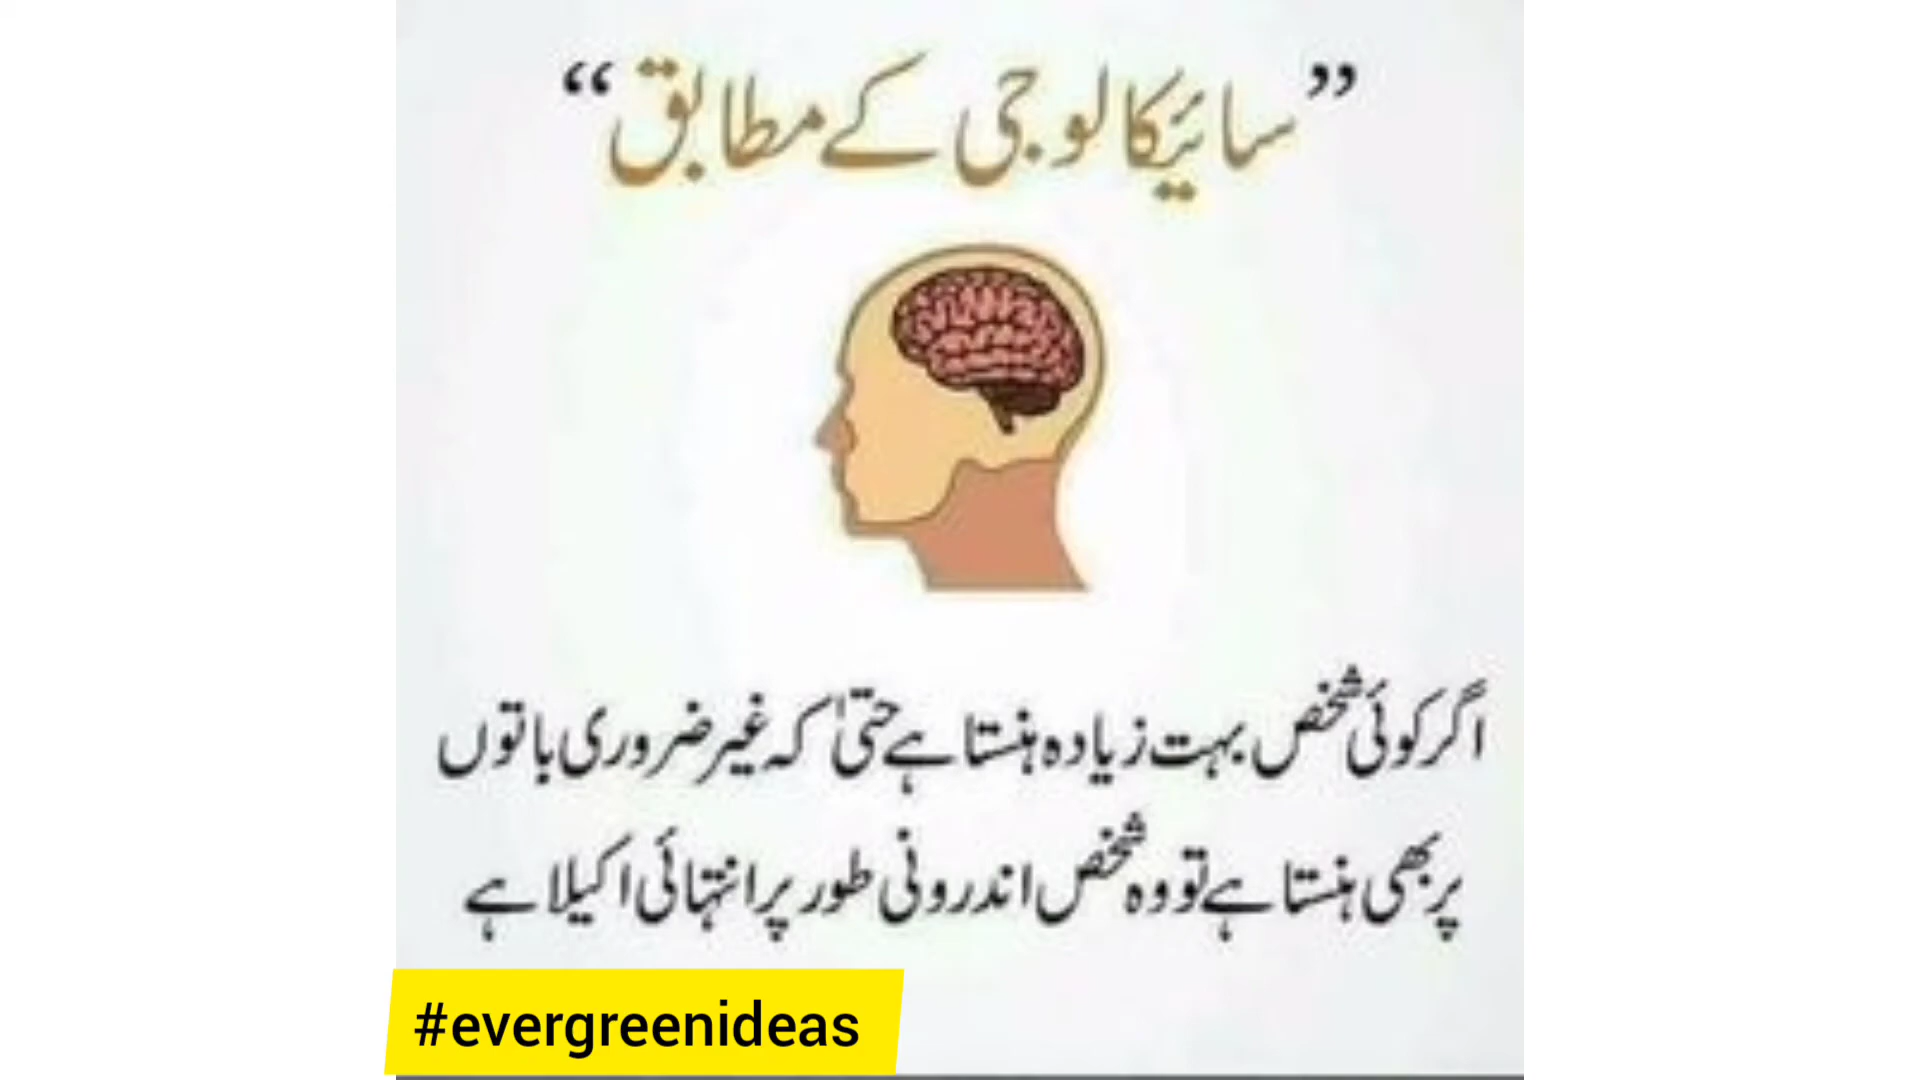 ”سائیکالوجی کے مطابق“
اگر کوئی شخص بہت زیادہ ہنستا ہے حتیٰ کہ غیر ضروری باتوں
پر بھی ہنستا ہے تو وہ شخص اندرونی طور پر انتہائی اکیلا ہے
#evergreenideas